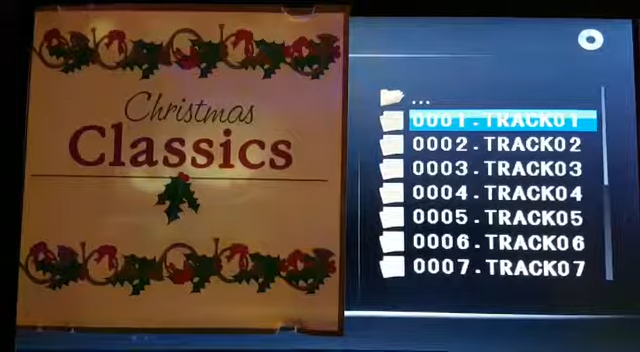 Christmas
Classics
...
0001.TRACK01
0002.TRACK02
0003.TRACK03
0004.TRACK04
0005.TRACK05
0006.TRACK06
0007.TRACK07